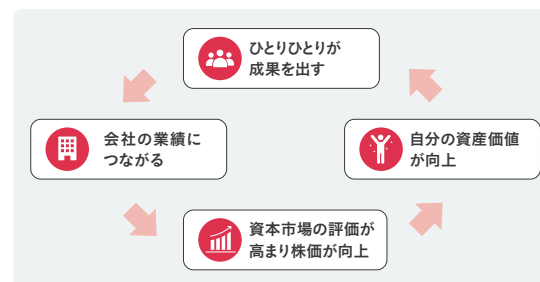 ひとりひとりが
成果を出す
会社の業績に
つながる
自分の資産価値
が向上
資本市場の評価が
高まり株価が向上